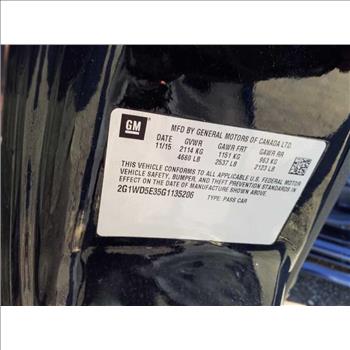 GM
MFD BY GENERAL MOTORS OF CANADA LTD.
DATE GVWR GAWR FRT GAWR RR
11/15 2114 KG 1151 KG 963 KG
4660 LB 2537 LB 2123 LB
THIS VEHICLE CONFORMS TO ALL APPLICABLE U.S. FEDERAL MOTOR
VEHICLE SAFETY, BUMPER, AND THEFT PREVENTION STANDARDS IN
EFFECT ON THE DATE OF MANUFACTURE SHOWN ABOVE.
2G1WD5E35G1135206 TYPE: PASS CAR